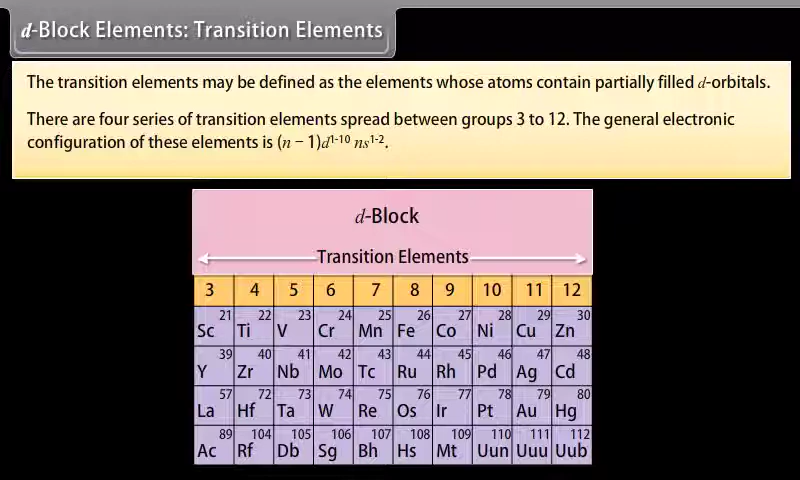 d-Block Elements: Transition Elements
The transition elements may be defined as the elements whose atoms contain partially filled d-orbitals.
There are four series of transition elements spread between groups 3 to 12. The general electronic
configuration of these elements is (n − 1)d¹⁻¹⁰ ns¹⁻².
d-Block
Transition Elements
3 4 5 6 7 8 9 10 11 12
21 22 23 24 25 26 27 28 29 30
Sc Ti V Cr Mn Fe Co Ni Cu Zn
39 40 41 42 43 44 45 46 47 48
Y Zr Nb Mo Tc Ru Rh Pd Ag Cd
57 72 73 74 75 76 77 78 79 80
La Hf Ta W Re Os Ir Pt Au Hg
89 104 105 106 107 108 109 110 111 112
Ac Rf Db Sg Bh Hs Mt Uun Uuu Uub